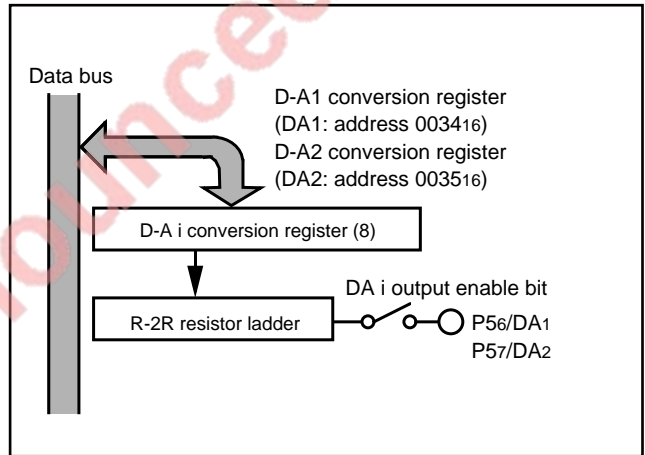 Data bus
D-A1 conversion register
(DA1: address 003416)
D-A2 conversion register
(DA2: address 003516)
D-A i conversion register (8)
DA i output enable bit
R-2R resistor ladder
P56/DA1
P57/DA2
ounced